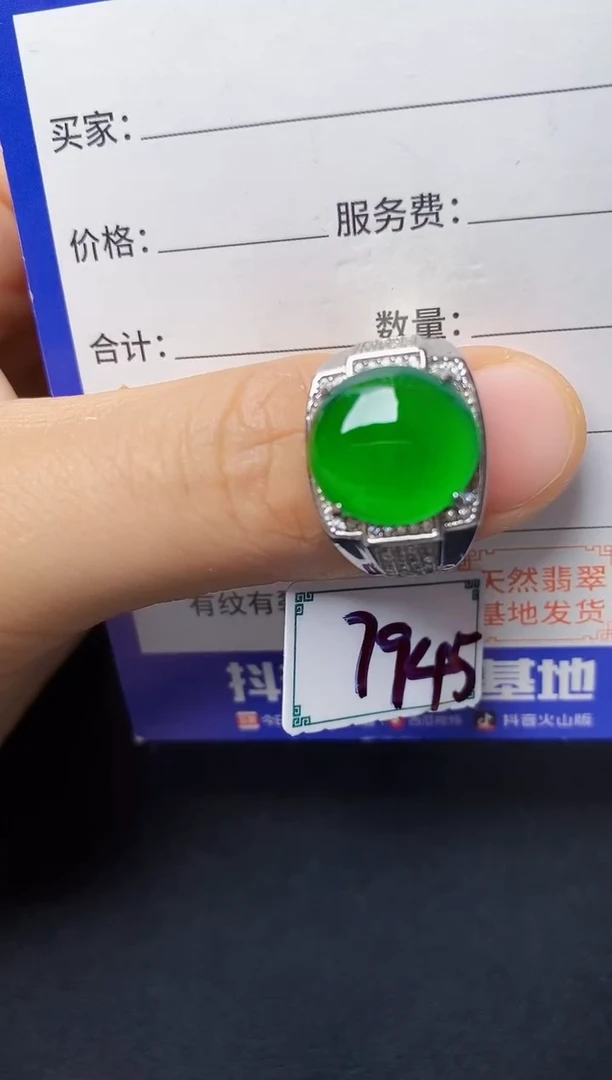 买家：
价格：
服务费：
合计：
数量：
有纹有
天然翡翠
基地发货
7945
抖
基地
抖音火山版